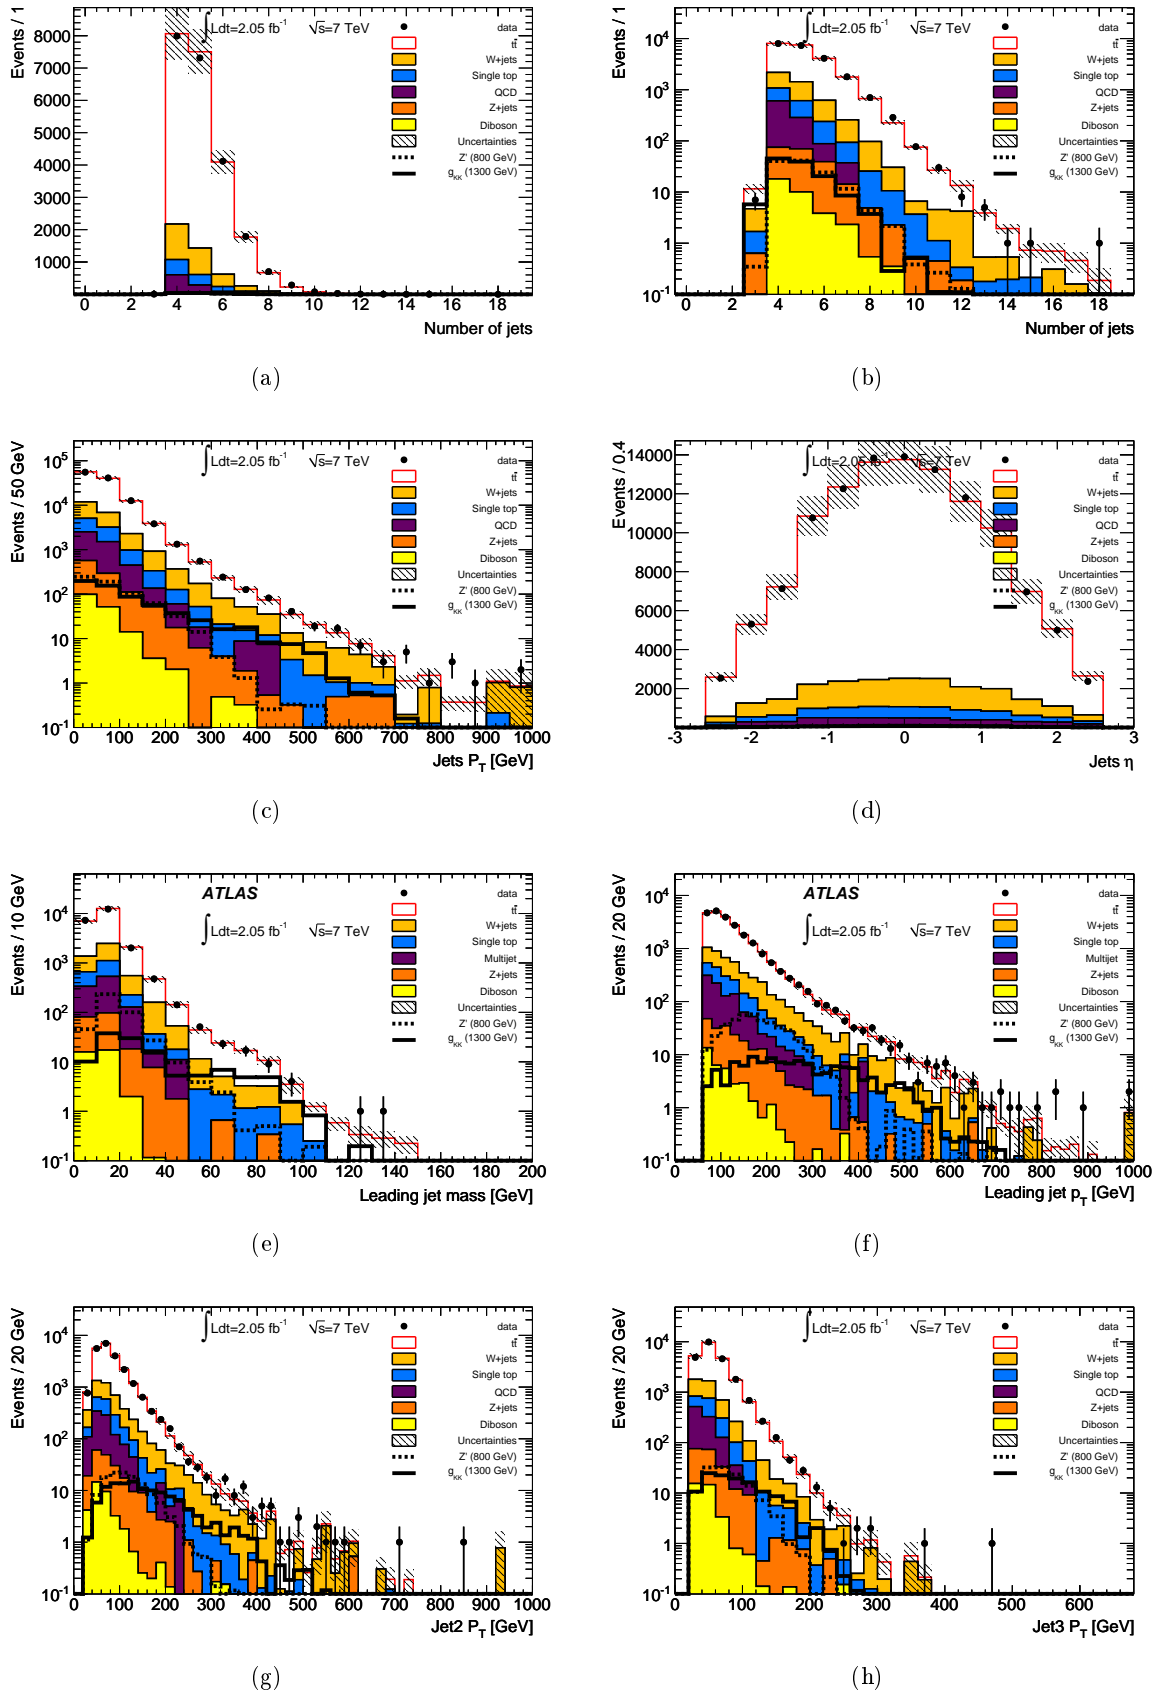 Events / 1
8000
7000
6000
5000
4000
3000
2000
1000
0 2 4 6 8 10 12 14 16 18
Number of jets
∫Ldt=2.05 fb⁻¹ √s=7 TeV
data
tt̄
W+jets
Single top
QCD
Z+jets
Diboson
Uncertainties
Z' (800 GeV)
g_KK (1300 GeV)
(a)
Events / 1
10⁴
10³
10²
10
1
10⁻¹
0 2 4 6 8 10 12 14 16 18
Number of jets
∫Ldt=2.05 fb⁻¹ √s=7 TeV
data
tt̄
W+jets
Single top
QCD
Z+jets
Diboson
Uncertainties
Z' (800 GeV)
g_KK (1300 GeV)
(b)
Events / 50 GeV
10⁵
10⁴
10³
10²
10
1
10⁻¹
0 100 200 300 400 500 600 700 800 900 1000
Jets P_T [GeV]
∫Ldt=2.05 fb⁻¹ √s=7 TeV
data
tt̄
W+jets
Single top
QCD
Z+jets
Diboson
Uncertainties
Z' (800 GeV)
g_KK (1300 GeV)
(c)
Events / 0.4
14000
12000
10000
8000
6000
4000
2000
-3 -2 -1 0 1 2 3
Jets η
∫Ldt=2.05 fb⁻¹ √s=7 TeV
data
tt̄
W+jets
Single top
QCD
Z+jets
Diboson
Uncertainties
Z' (800 GeV)
g_KK (1300 GeV)
(d)
Events / 10 GeV
10⁴
10³
10²
10
1
10⁻¹
0 20 40 60 80 100 120 140 160 180 200
Leading jet mass [GeV]
ATLAS
∫Ldt=2.05 fb⁻¹ √s=7 TeV
data
tt̄
W+jets
Single top
Multijet
Z+jets
Diboson
Uncertainties
Z' (800 GeV)
g_KK (1300 GeV)
(e)
Events / 20 GeV
10⁴
10³
10²
10
1
10⁻¹
0 100 200 300 400 500 600 700 800 900 1000
Leading jet p_T [GeV]
ATLAS
∫Ldt=2.05 fb⁻¹ √s=7 TeV
data
tt̄
W+jets
Single top
Multijet
Z+jets
Diboson
Uncertainties
Z' (800 GeV)
g_KK (1300 GeV)
(f)
Events / 20 GeV
10⁴
10³
10²
10
1
10⁻¹
0 100 200 300 400 500 600 700 800 900 1000
Jet2 P_T [GeV]
∫Ldt=2.05 fb⁻¹ √s=7 TeV
data
tt̄
W+jets
Single top
QCD
Z+jets
Diboson
Uncertainties
Z' (800 GeV)
g_KK (1300 GeV)
(g)
Events / 20 GeV
10⁴
10³
10²
10
1
10⁻¹
0 100 200 300 400 500 600
Jet3 P_T [GeV]
∫Ldt=2.05 fb⁻¹ √s=7 TeV
data
tt̄
W+jets
Single top
QCD
Z+jets
Diboson
Uncertainties
Z' (800 GeV)
g_KK (1300 GeV)
(h)